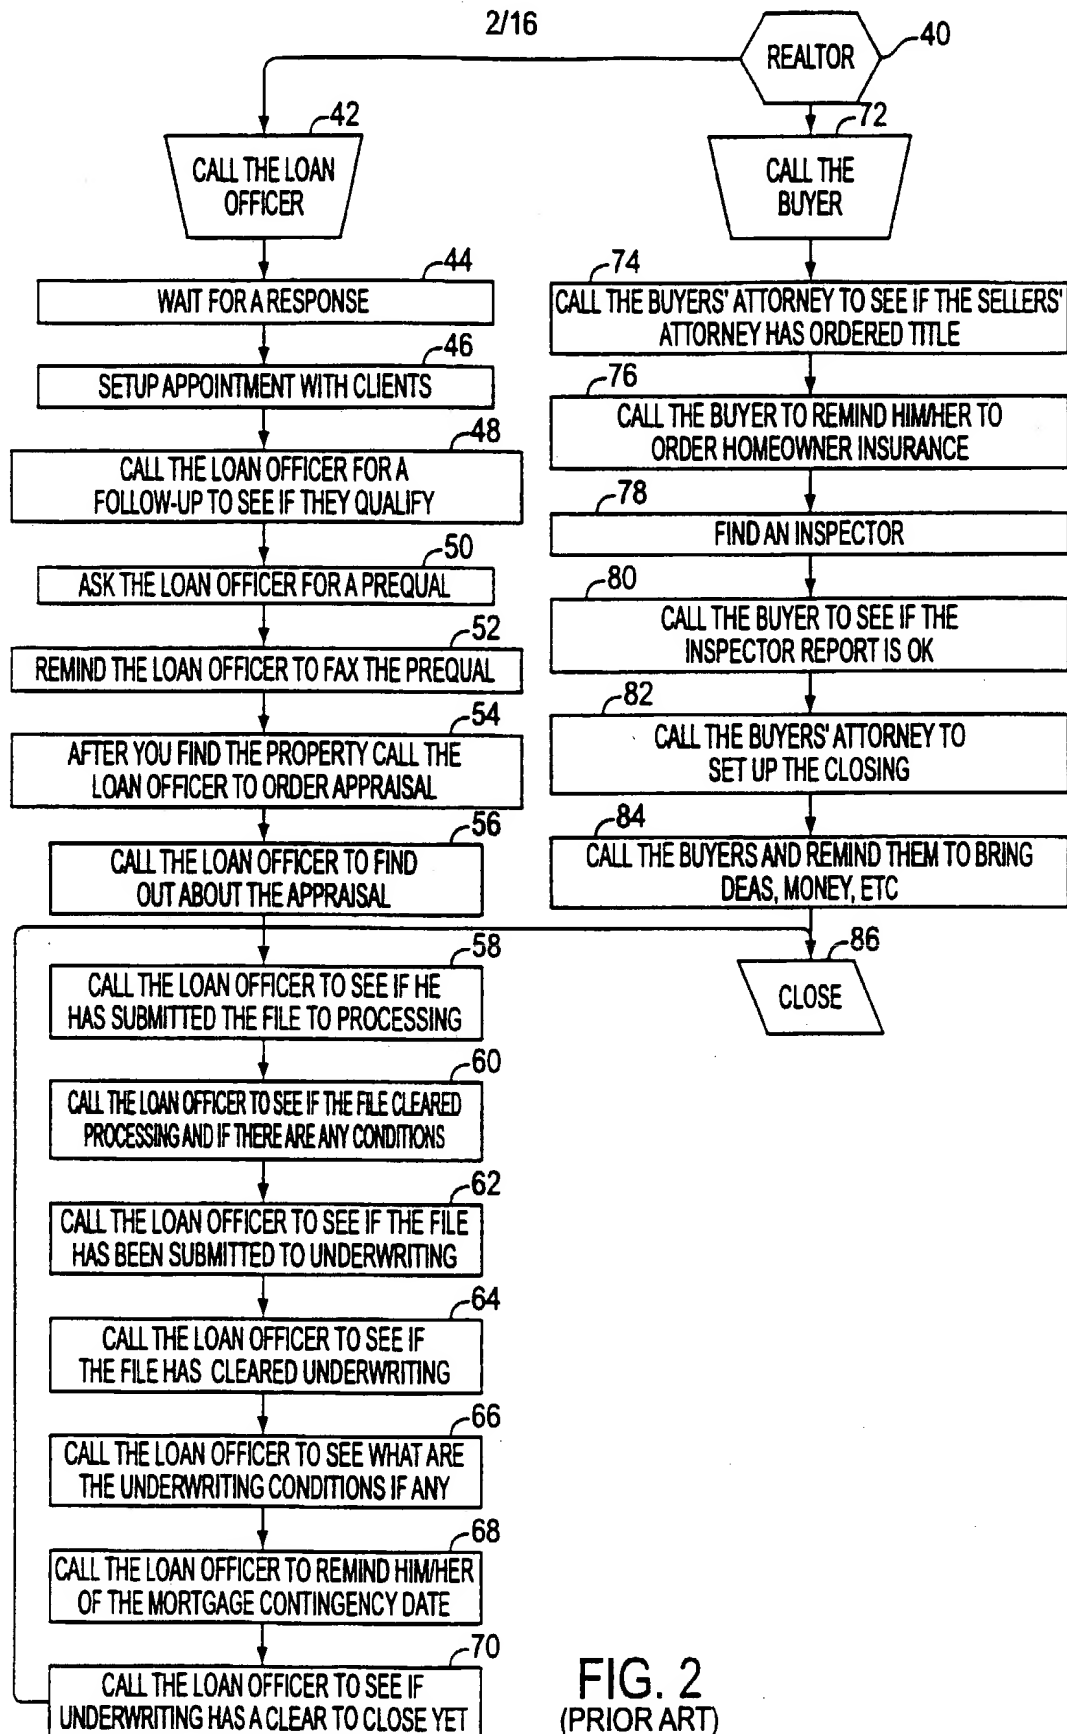 2/16
REALTOR
40
42
CALL THE LOAN
OFFICER
44
WAIT FOR A RESPONSE
46
SETUP APPOINTMENT WITH CLIENTS
48
CALL THE LOAN OFFICER FOR A
FOLLOW-UP TO SEE IF THEY QUALIFY
50
ASK THE LOAN OFFICER FOR A PREQUAL
52
REMIND THE LOAN OFFICER TO FAX THE PREQUAL
54
AFTER YOU FIND THE PROPERTY CALL THE
LOAN OFFICER TO ORDER APPRAISAL
56
CALL THE LOAN OFFICER TO FIND
OUT ABOUT THE APPRAISAL
58
CALL THE LOAN OFFICER TO SEE IF HE
HAS SUBMITTED THE FILE TO PROCESSING
60
CALL THE LOAN OFFICER TO SEE IF THE FILE CLEARED
PROCESSING AND IF THERE ARE ANY CONDITIONS
62
CALL THE LOAN OFFICER TO SEE IF THE FILE
HAS BEEN SUBMITTED TO UNDERWRITING
64
CALL THE LOAN OFFICER TO SEE IF
THE FILE HAS CLEARED UNDERWRITING
66
CALL THE LOAN OFFICER TO SEE WHAT ARE
THE UNDERWRITING CONDITIONS IF ANY
68
CALL THE LOAN OFFICER TO REMIND HIM/HER
OF THE MORTGAGE CONTINGENCY DATE
70
CALL THE LOAN OFFICER TO SEE IF
UNDERWRITING HAS A CLEAR TO CLOSE YET
72
CALL THE
BUYER
74
CALL THE BUYERS' ATTORNEY TO SEE IF THE SELLERS'
ATTORNEY HAS ORDERED TITLE
76
CALL THE BUYER TO REMIND HIM/HER TO
ORDER HOMEOWNER INSURANCE
78
FIND AN INSPECTOR
80
CALL THE BUYER TO SEE IF THE
INSPECTOR REPORT IS OK
82
CALL THE BUYERS' ATTORNEY TO
SET UP THE CLOSING
84
CALL THE BUYERS AND REMIND THEM TO BRING
DEAS, MONEY, ETC
86
CLOSE
FIG. 2
(PRIOR ART)